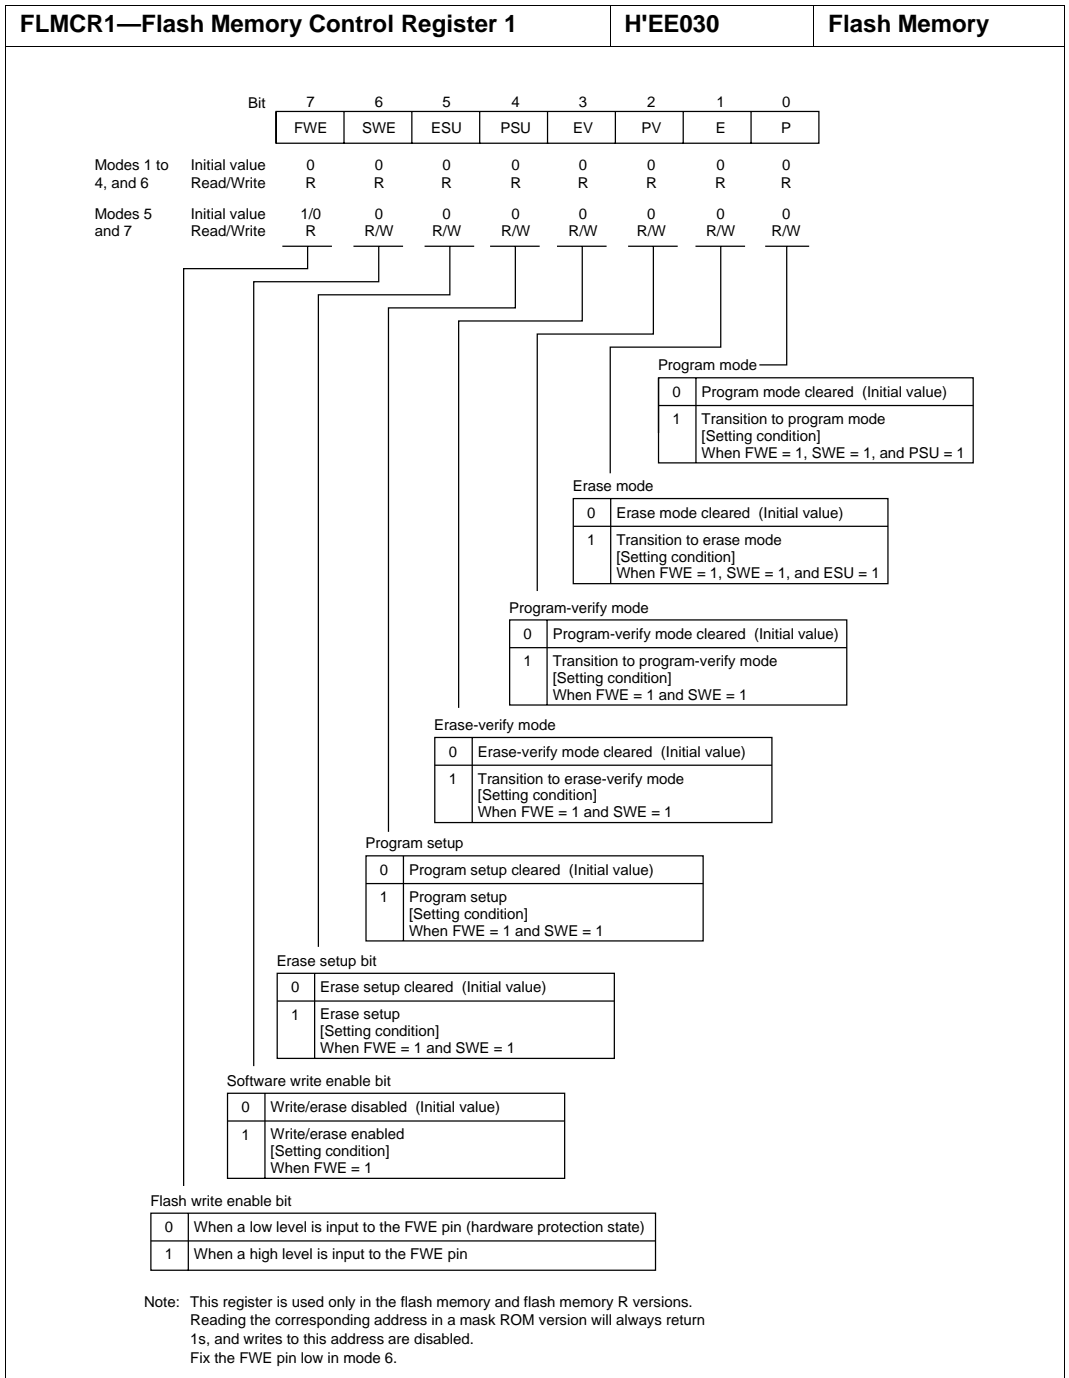 FLMCR1—Flash Memory Control Register 1 H'EE030 Flash Memory
Bit 7 6 5 4 3 2 1 0
FWE SWE ESU PSU EV PV E P
Modes 1 to Initial value 0 0 0 0 0 0 0 0
4, and 6 Read/Write R R R R R R R R
Modes 5 Initial value 1/0 0 0 0 0 0 0 0
and 7 Read/Write R R/W R/W R/W R/W R/W R/W R/W
Program mode
0 Program mode cleared (Initial value)
1 Transition to program mode
[Setting condition]
When FWE = 1, SWE = 1, and PSU = 1
Erase mode
0 Erase mode cleared (Initial value)
1 Transition to erase mode
[Setting condition]
When FWE = 1, SWE = 1, and ESU = 1
Program-verify mode
0 Program-verify mode cleared (Initial value)
1 Transition to program-verify mode
[Setting condition]
When FWE = 1 and SWE = 1
Erase-verify mode
0 Erase-verify mode cleared (Initial value)
1 Transition to erase-verify mode
[Setting condition]
When FWE = 1 and SWE = 1
Program setup
0 Program setup cleared (Initial value)
1 Program setup
[Setting condition]
When FWE = 1 and SWE = 1
Erase setup bit
0 Erase setup cleared (Initial value)
1 Erase setup
[Setting condition]
When FWE = 1 and SWE = 1
Software write enable bit
0 Write/erase disabled (Initial value)
1 Write/erase enabled
[Setting condition]
When FWE = 1
Flash write enable bit
0 When a low level is input to the FWE pin (hardware protection state)
1 When a high level is input to the FWE pin
Note: This register is used only in the flash memory and flash memory R versions.
Reading the corresponding address in a mask ROM version will always return
1s, and writes to this address are disabled.
Fix the FWE pin low in mode 6.